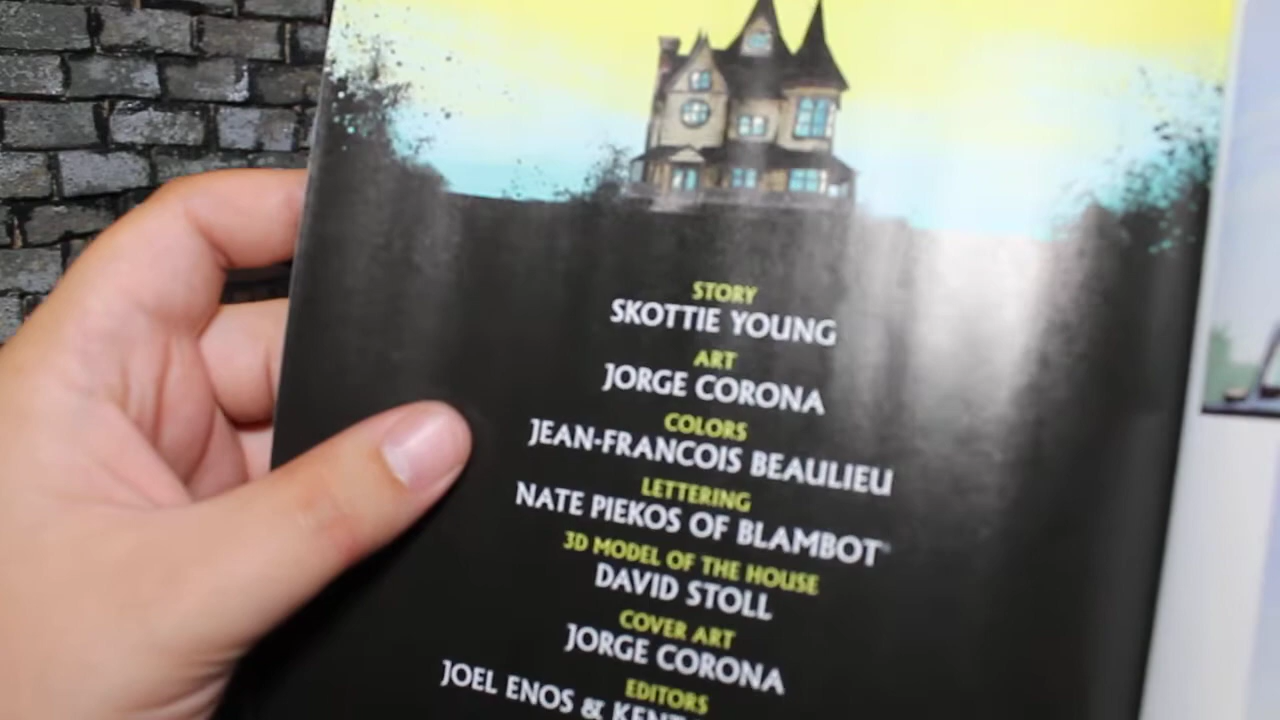 STORY
SKOTTIE YOUNG
ART
JORGE CORONA
COLORS
JEAN-FRANCOIS BEAULIEU
LETTERING
NATE PIEKOS OF BLAMBOT
3D MODEL OF THE HOUSE
DAVID STOLL
COVER ART
JORGE CORONA
EDITORS
JOEL ENOS &